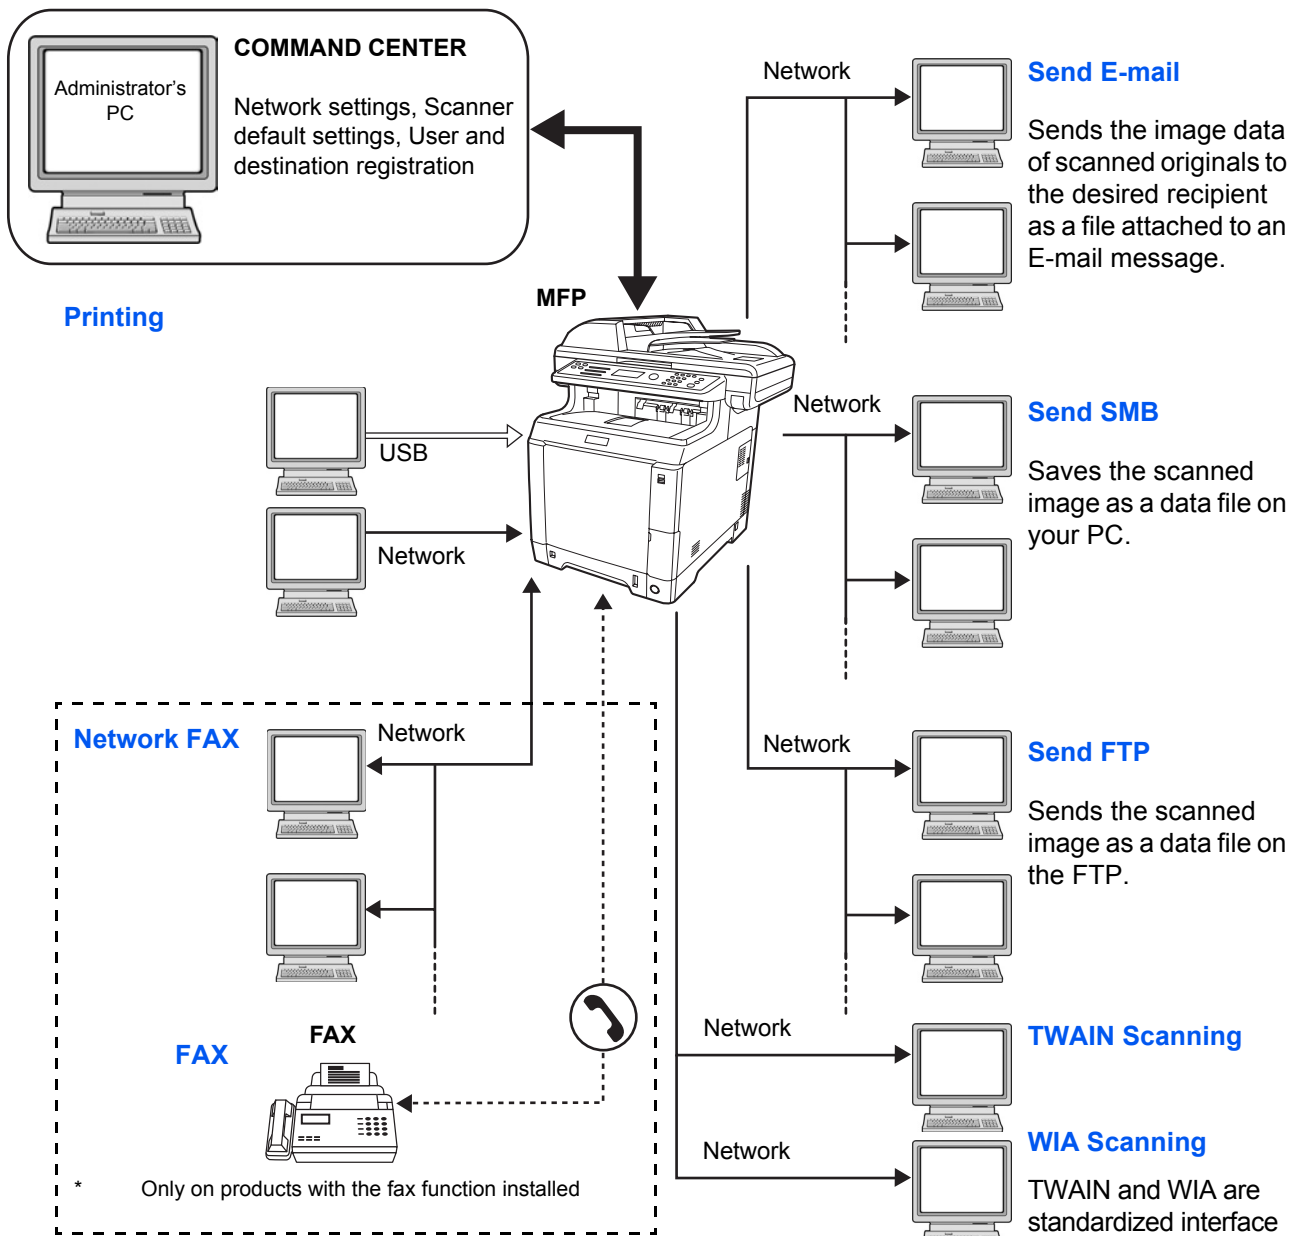 COMMAND CENTER
Administrator's
PC
Network settings, Scanner
default settings, User and
destination registration
Network
Send E-mail
Sends the image data
of scanned originals to
the desired recipient
as a file attached to an
E-mail message.
MFP
Printing
USB
Network
Network
Send SMB
Saves the scanned
image as a data file on
your PC.
Network FAX
Network
Network
Send FTP
Sends the scanned
image as a data file on
the FTP.
FAX
FAX
* Only on products with the fax function installed
Network
TWAIN Scanning
Network
WIA Scanning
TWAIN and WIA are
standardized interface